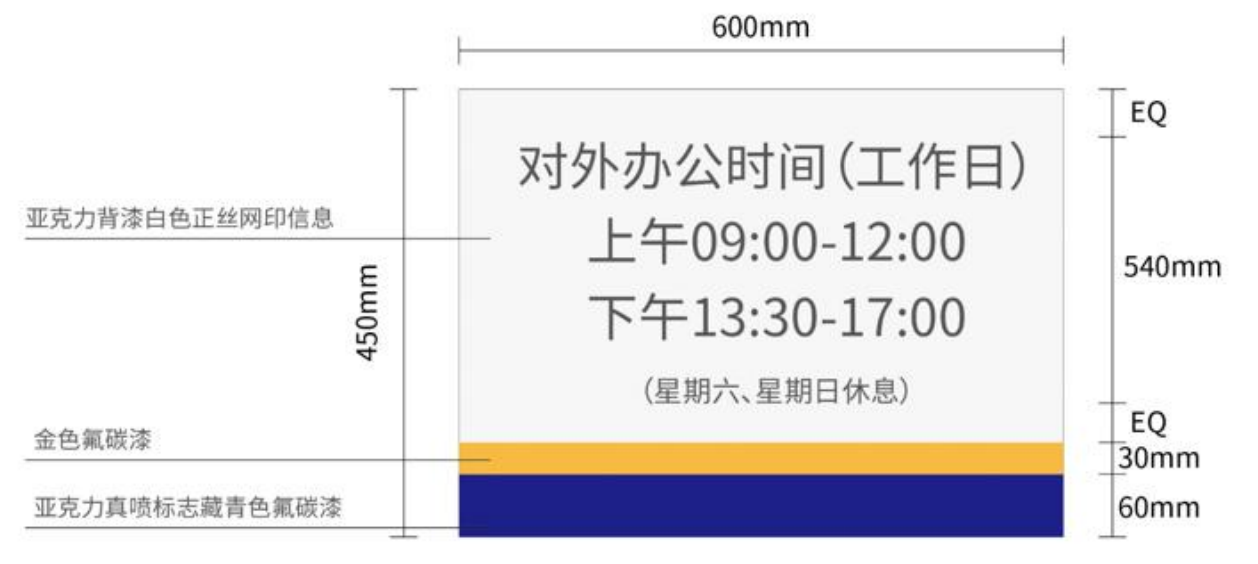 600mm
EQ
对外办公时间(工作日)
亚克力背漆白色正丝网印信息
上午09:00-12:00
540mm
450mm
下午13:30-17:00
(星期六、星期日休息)
EQ
金色氟碳漆
30mm
亚克力真喷标志藏青色氟碳漆
60mm